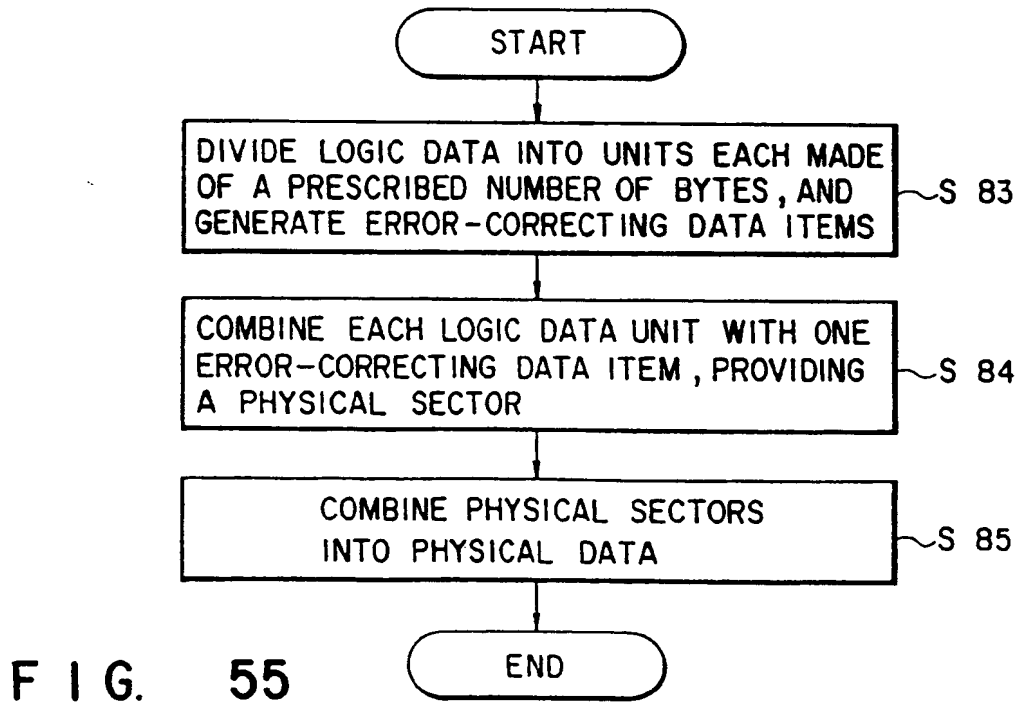 START
DIVIDE LOGIC DATA INTO UNITS EACH MADE
OF A PRESCRIBED NUMBER OF BYTES, AND
GENERATE ERROR-CORRECTING DATA ITEMS
S 83
COMBINE EACH LOGIC DATA UNIT WITH ONE
ERROR-CORRECTING DATA ITEM, PROVIDING
A PHYSICAL SECTOR
S 84
COMBINE PHYSICAL SECTORS
INTO PHYSICAL DATA
S 85
END
FIG. 55